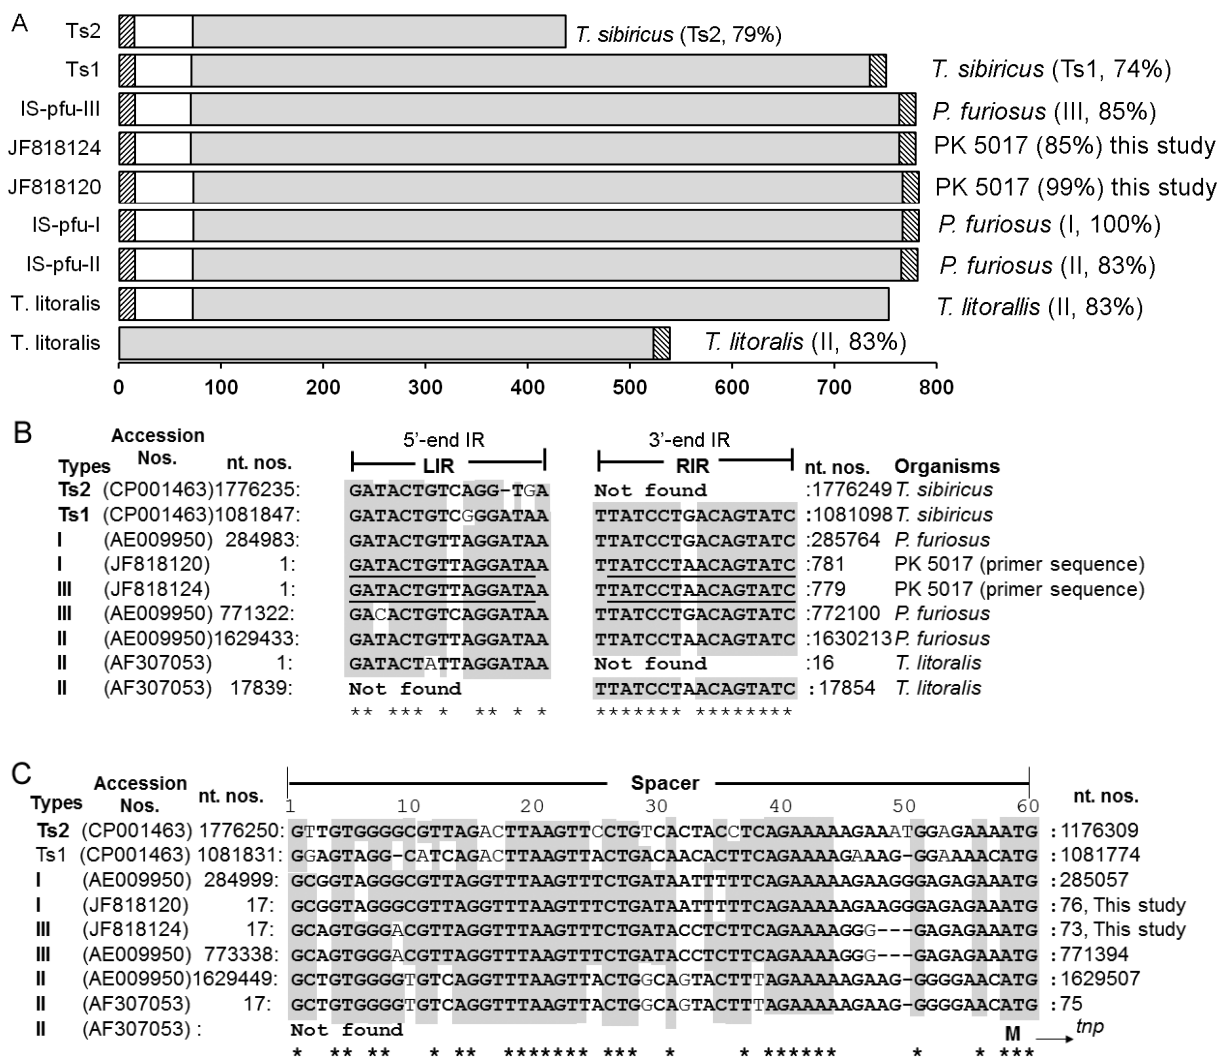 A
Ts2 T. sibiricus (Ts2, 79%)
Ts1 T. sibiricus (Ts1, 74%)
IS-pfu-III P. furiosus (III, 85%)
JF818124 PK 5017 (85%) this study
JF818120 PK 5017 (99%) this study
IS-pfu-I P. furiosus (I, 100%)
IS-pfu-II P. furiosus (II, 83%)
T. litoralis T. litorallis (II, 83%)
T. litoralis T. litoralis (II, 83%)
0 100 200 300 400 500 600 700 800
B
Types Accession Nos. nt. nos. 5'-end IR LIR 3'-end IR RIR nt. nos. Organisms
Ts2 (CP001463)1776235: GATACTGTCAGG-TGA Not found :1776249 T. sibiricus
Ts1 (CP001463)1081847: GATACTGTCGGGATAA TTATCCTGACAGTATC :1081098 T. sibiricus
I (AE009950) 284983: GATACTGTTAGGATAA TTATCCTAACAGTATC :285764 P. furiosus
I (JF818120) 1: GATACTGTTAGGATAA TTATCCTAACAGTATC :781 PK 5017 (primer sequence)
III (JF818124) 1: GATACTGTTAGGATAA TTATCCTAACAGTATC :779 PK 5017 (primer sequence)
III (AE009950) 771322: GACACTGTCAGGATAA TTATCCTGACAGTATC :772100 P. furiosus
II (AE009950)1629433: GATACTGTTAGGATAA TTATCCTAACAGTATC :1630213 P. furiosus
II (AF307053) 1: GATACTATTAGGATAA Not found :16 T. litoralis
II (AF307053) 17839: Not found TTATCCTAACAGTATC :17854 T. litoralis
** *** * ** * * ******* ********
C
Types Accession Nos. nt. nos. Spacer nt. nos.
1 10 20 30 40 50 60
Ts2 (CP001463) 1776250: GTTGTGGGGCGTTAGACTTAAGTTCCTGTCACTACCTCAGAAAAAGAAATGGAGAAAATG :1176309
Ts1 (CP001463) 1081831: GGAGTAGG-CATCAGACTTAAGTTACTGACAACACTTCAGAAAAAGAAAG-GGAAAACATG :1081774
I (AE009950) 284999: GCGGTAGGGCGTTAGGTTTAAGTTTCTGATAATTTTTCAGAAAAAGAAGGGAGAGAAATG :285057
I (JF818120) 17: GCGGTAGGGCGTTAGGTTTAAGTTTCTGATAATTTTTCAGAAAAAGAAGGGAGAGAAATG :76, This study
III (JF818124) 17: GCAGTGGGACGTTAGGTTTAAGTTTCTGATACCTCTTCAGAAAAAGGG---GAGAGAAATG :73, This study
III (AE009950) 773338: GCAGTGGGACGTTAGGTTTAAGTTTCTGATACCTCTTCAGAAAAAGGG---GAGAGAAATG :771394
II (AE009950)1629449: GCTGTGGGGTGTCAGGTTTAAGTTACTGGCAGTACTTTAGAAAAAGAAG-GGGGAACATG :1629507
II (AF307053) 17: GCTGTGGGGTGTCAGGTTTAAGTTACTGGCAGTACTTTAGAAAAAGAAG-GGGGAACATG :75
II (AF307053) : Not found M tnp
* ** ** * ** ******* *** * * ****** * * ***